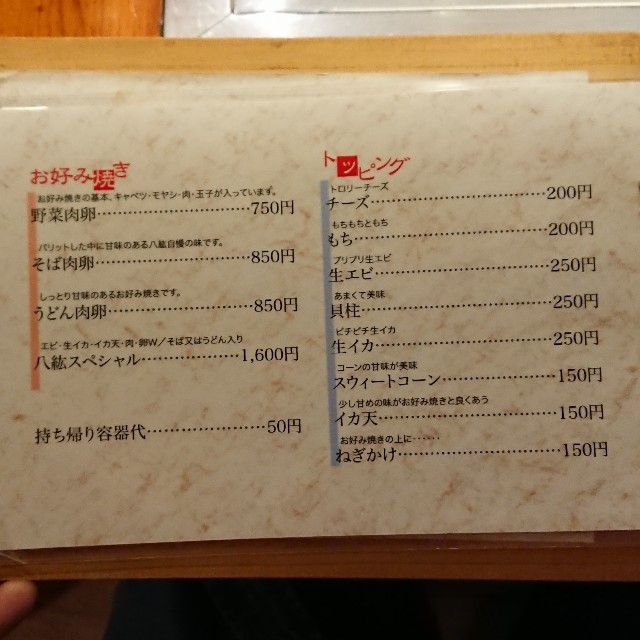 お好み焼き
お好み焼きの基本、キャベツ・モヤシ・肉・玉子が入っていまず。
野菜肉卵…………………………750円
パリットした中に甘味のある八紘自慢の味です。
そば肉卵…………………………850円
しっとり甘味のあるお好み焼きです。
うどん肉卵………………………850円
エビ・生イカ・イカ天・肉・卵W／そば又はうどん入り
八紘スペシャル………………1,600円
持ち帰り容器代…………………50円
トッピング
トロリーチーズ
チーズ……………………………200円
もちもちともち
もち………………………………200円
プリプリ生エビ
生エビ……………………………250円
あまくて美味
貝柱………………………………250円
ピチピチ生イカ
生イカ……………………………250円
コーンの甘味が美味
スウィートコーン………………150円
少し甘めの味がお好み焼きと良くあう
イカ天……………………………150円
お好み焼きの上に‥‥‥
ねぎかけ…………………………150円